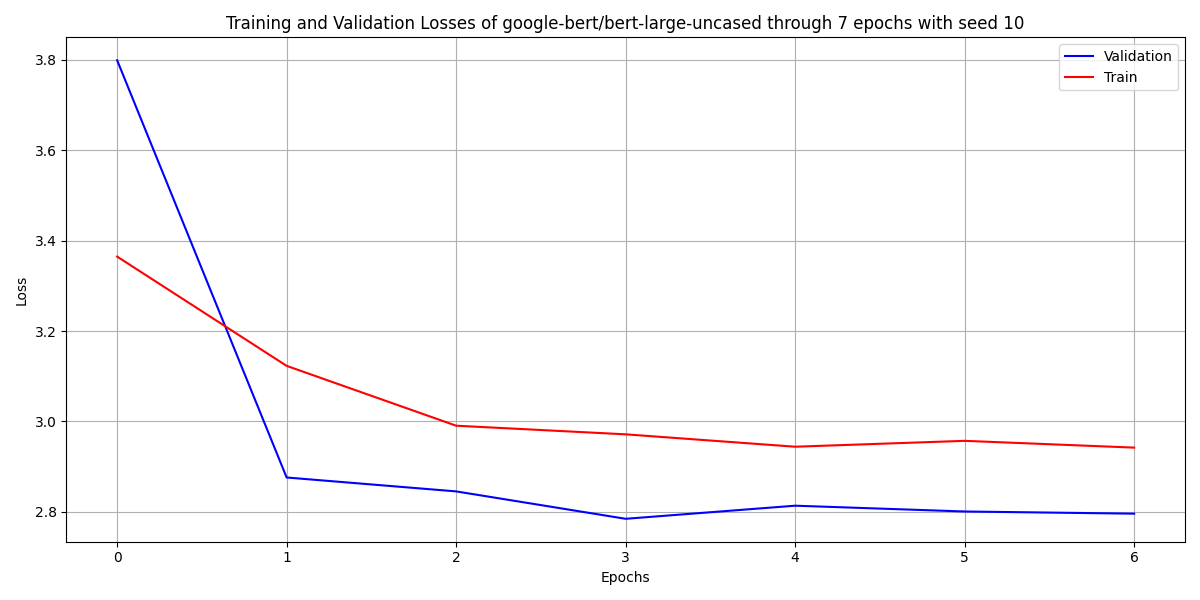 Training and Validation Losses of google-bert/bert-large-uncased through 7 epochs with seed 10
Validation
Train
3.8
3.6
3.4
3.2
3.0
2.8
Loss
0 1 2 3 4 5 6
Epochs